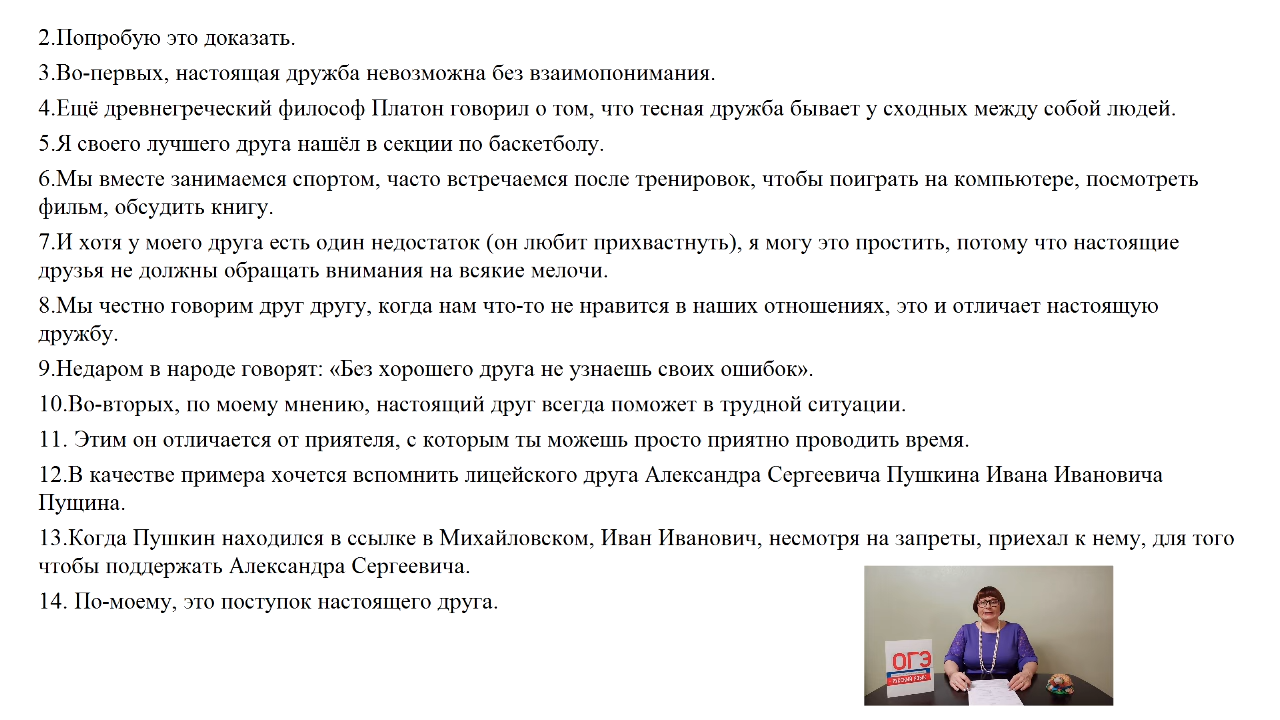 2.Попробую это доказать.
3.Во-первых, настоящая дружба невозможна без взаимопонимания.
4.Ещё древнегреческий философ Платон говорил о том, что тесная дружба бывает у сходных между собой людей.
5.Я своего лучшего друга нашёл в секции по баскетболу.
6.Мы вместе занимаемся спортом, часто встречаемся после тренировок, чтобы поиграть на компьютере, посмотреть
фильм, обсудить книгу.
7.И хотя у моего друга есть один недостаток (он любит прихвастнуть), я могу это простить, потому что настоящие
друзья не должны обращать внимания на всякие мелочи.
8.Мы честно говорим друг другу, когда нам что-то не нравится в наших отношениях, это и отличает настоящую
дружбу.
9.Недаром в народе говорят: «Без хорошего друга не узнаешь своих ошибок».
10.Во-вторых, по моему мнению, настоящий друг всегда поможет в трудной ситуации.
11. Этим он отличается от приятеля, с которым ты можешь просто приятно проводить время.
12.В качестве примера хочется вспомнить лицейского друга Александра Сергеевича Пушкина Ивана Ивановича
Пущина.
13.Когда Пушкин находился в ссылке в Михайловском, Иван Иванович, несмотря на запреты, приехал к нему, для того
чтобы поддержать Александра Сергеевича.
14. По-моему, это поступок настоящего друга.
ОГЭ
РУССКИЙ ЯЗЫК